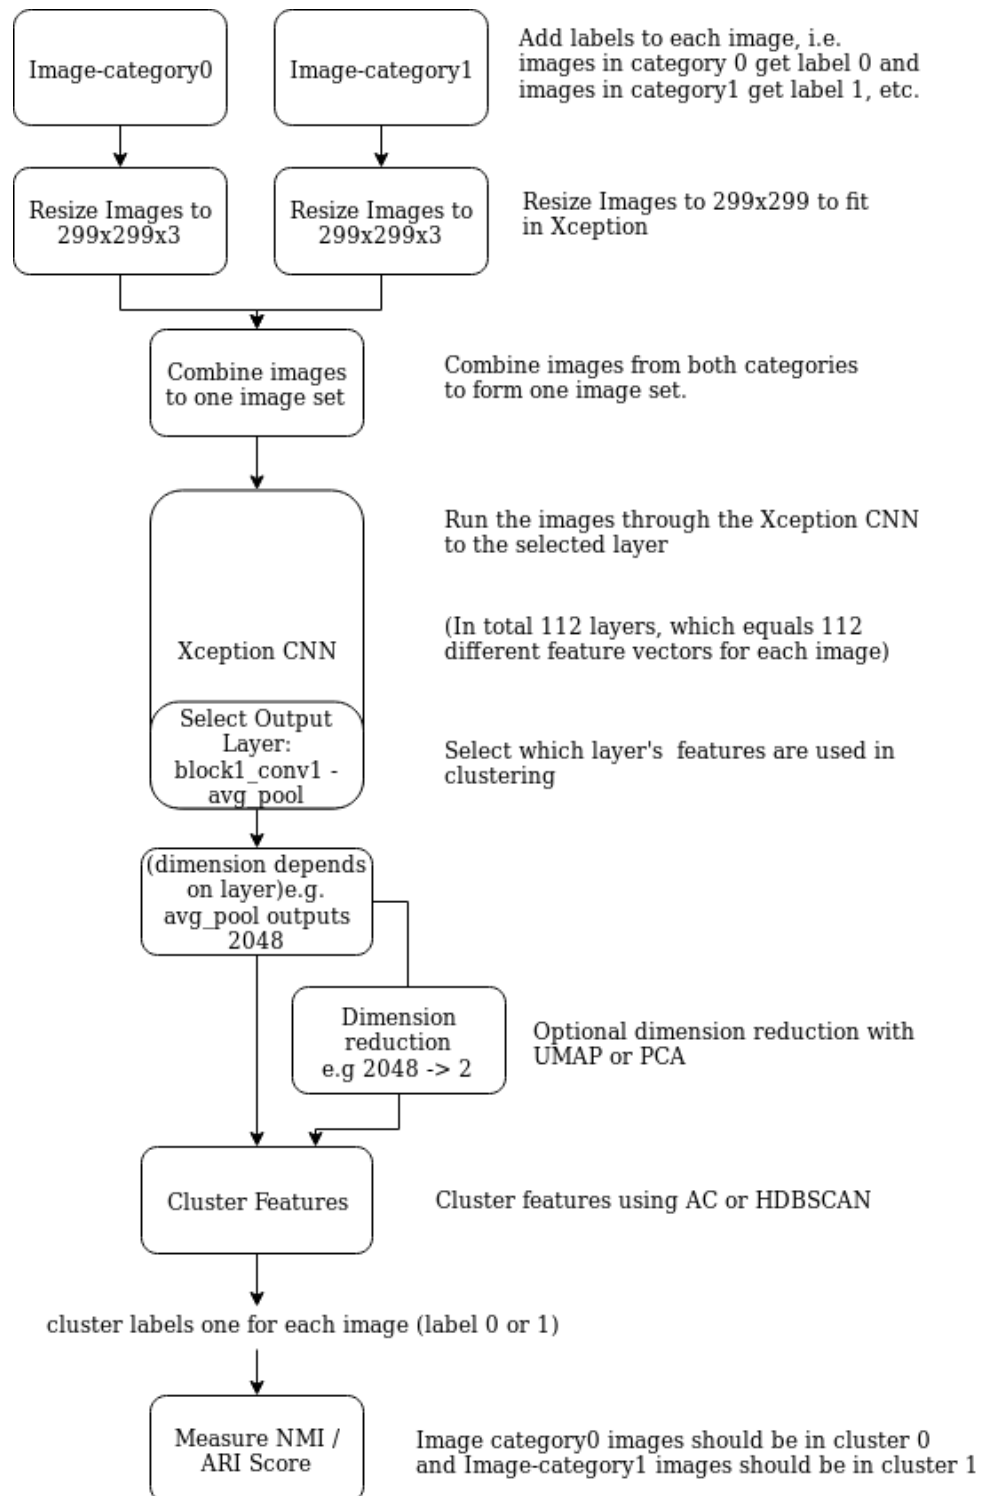 Image-category0
Image-category1
Add labels to each image, i.e.
images in category 0 get label 0 and
images in category1 get label 1, etc.
Resize Images to
299x299x3
Resize Images to
299x299x3
Resize Images to 299x299 to fit
in Xception
Combine images
to one image set
Combine images from both categories
to form one image set.
Run the images through the Xception CNN
to the selected layer
Xception CNN
(In total 112 layers, which equals 112
different feature vectors for each image)
Select Output
Layer:
block1_conv1 -
avg_pool
Select which layer's  features are used in
clustering
(dimension depends
on layer)e.g.
avg_pool outputs
2048
Dimension
reduction
e.g 2048 -> 2
Optional dimension reduction with
UMAP or PCA
Cluster Features
Cluster features using AC or HDBSCAN
cluster labels one for each image (label 0 or 1)
Measure NMI /
ARI Score
Image category0 images should be in cluster 0
and Image-category1 images should be in cluster 1